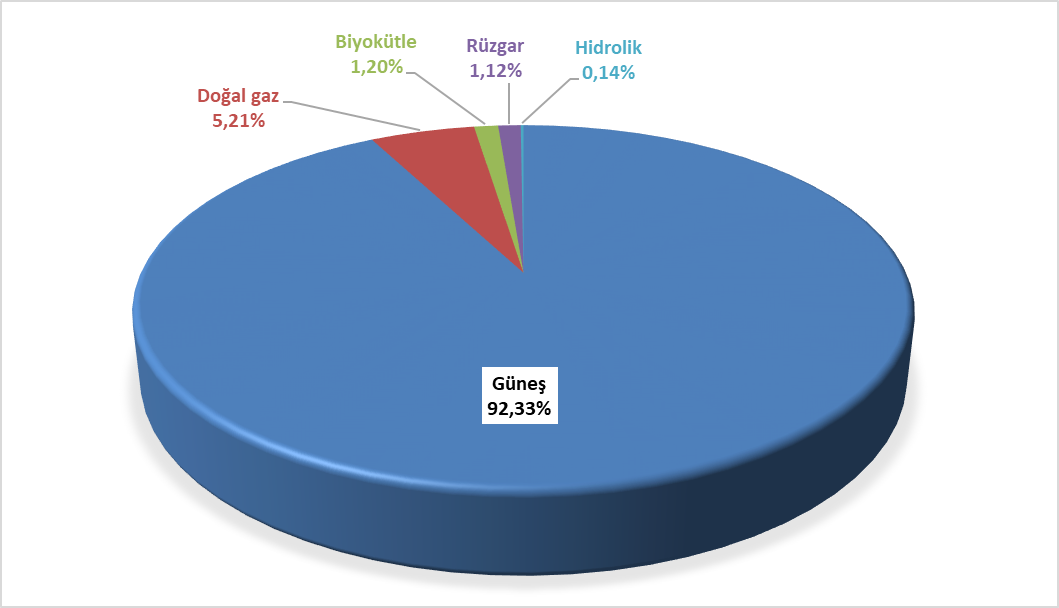 Doğal gaz
5,21%
Biyokütle
1,20%
Rüzgar
1,12%
Hidrolik
0,14%
Güneş
92,33%